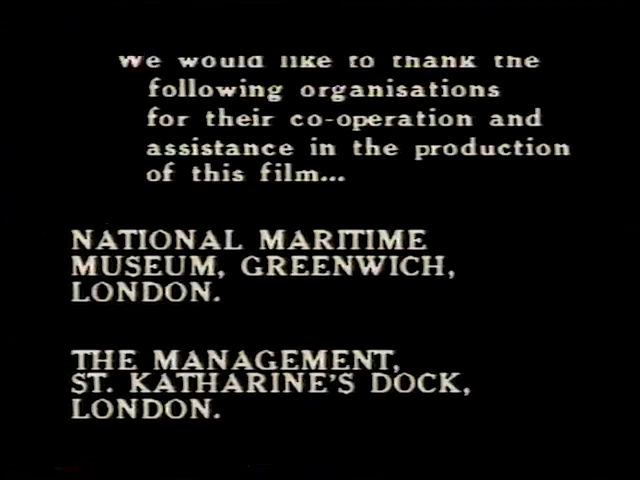 We would like to thank the
following organisations
for their co-operation and
assistance in the production
of this film...
NATIONAL MARITIME
MUSEUM, GREENWICH,
LONDON.
THE MANAGEMENT,
ST. KATHARINE'S DOCK,
LONDON.